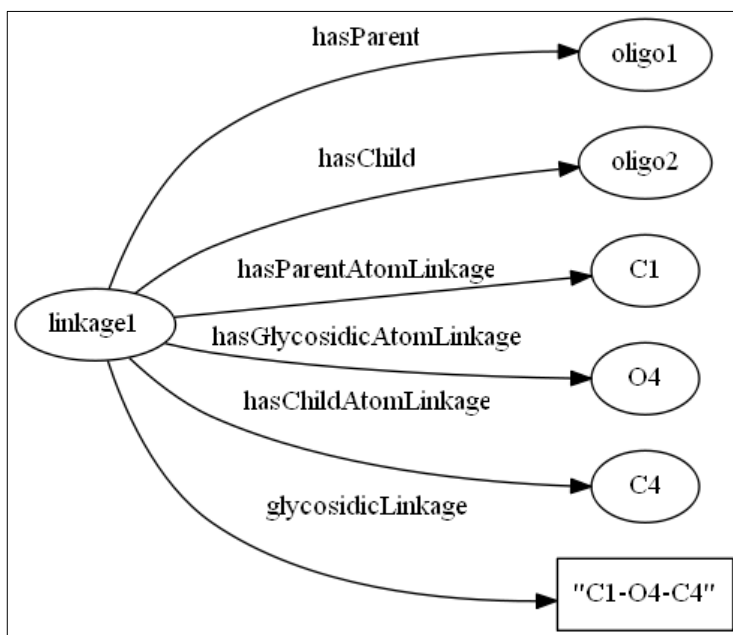 hasParent
oligo1
hasChild
oligo2
hasParentAtomLinkage
C1
linkage1
hasGlycosidicAtomLinkage
O4
hasChildAtomLinkage
C4
glycosidicLinkage
"C1-O4-C4"